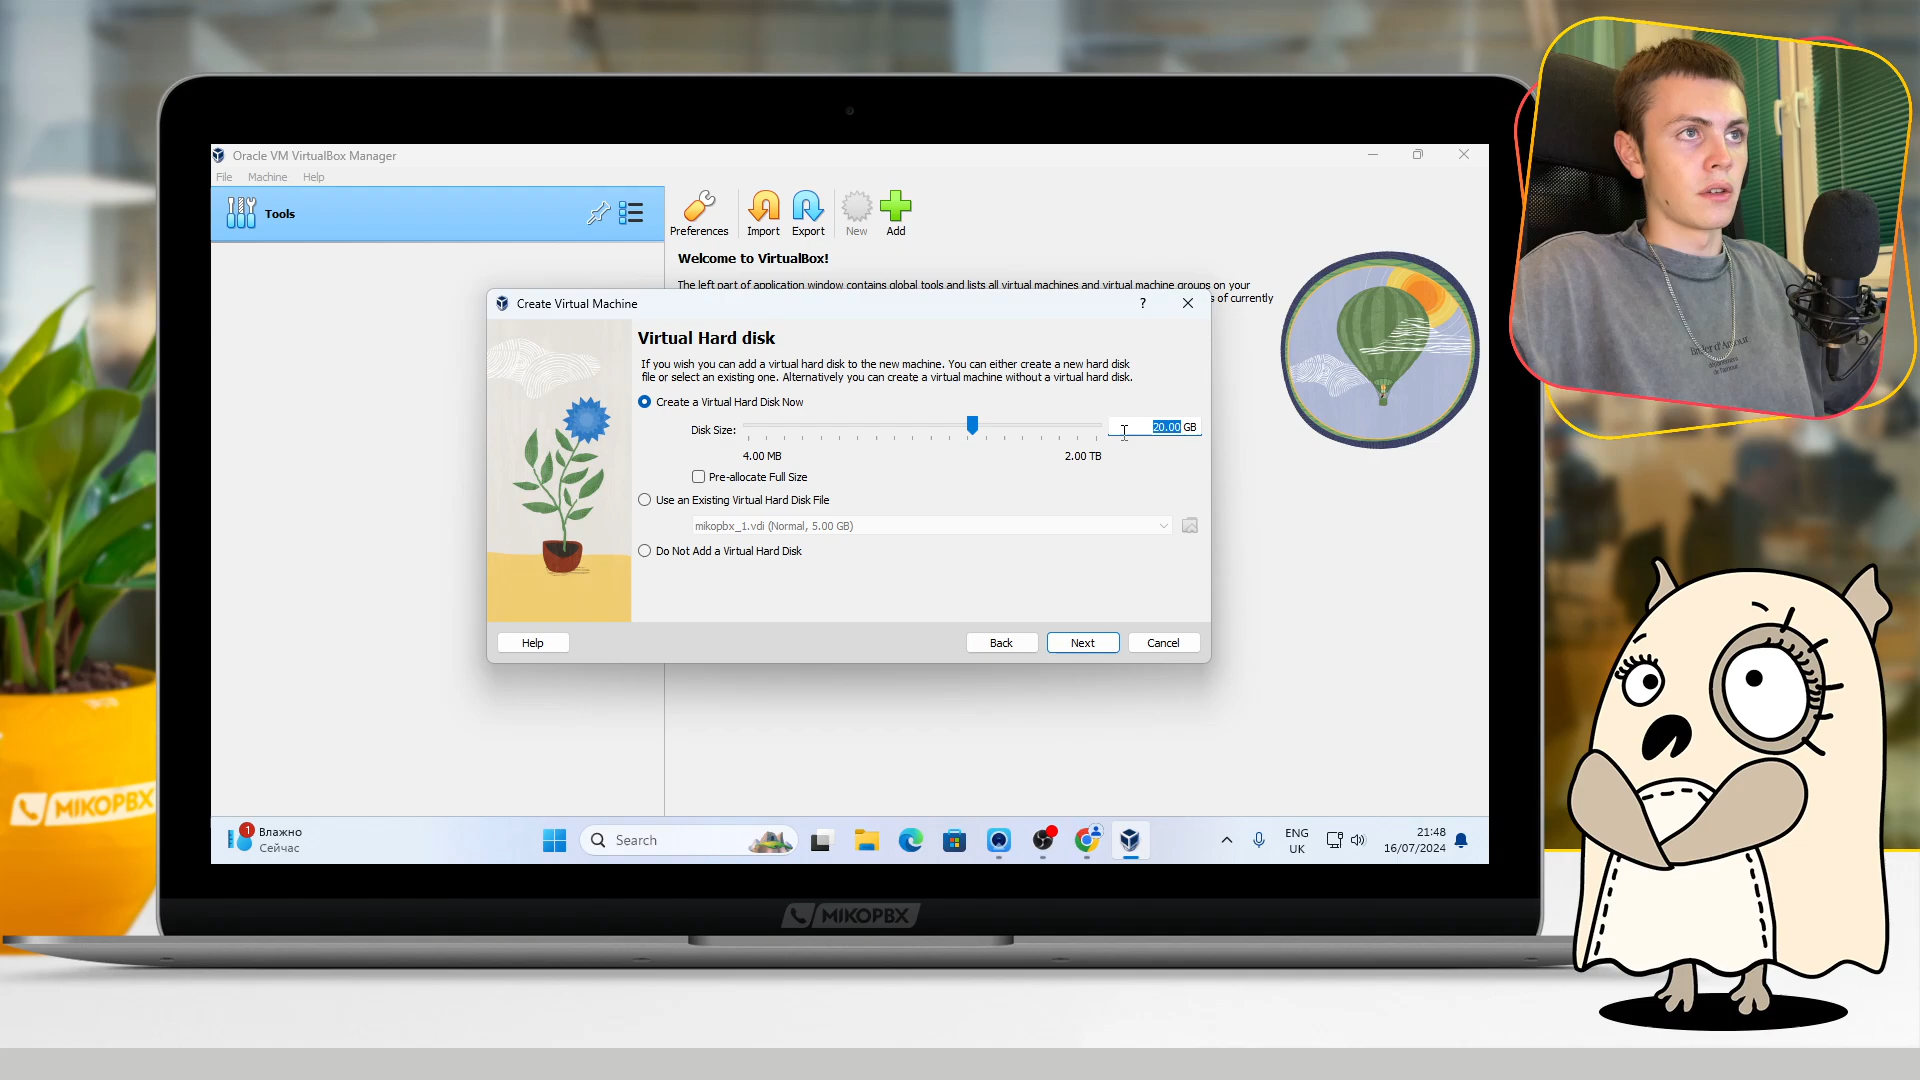 Oracle VM VirtualBox Manager
File Machine Help
Tools
Preferences
Import
Export
New
Add
Welcome to VirtualBox!
The left part of application window contains global tools and lists all virtual machines and virtual machine groups on your
s of currently
Create Virtual Machine
?
Virtual Hard disk
If you wish you can add a virtual hard disk to the new machine. You can either create a new hard disk
file or select an existing one. Alternatively you can create a virtual machine without a virtual hard disk.
Create a Virtual Hard Disk Now
Disk Size:
20.00 GB
4.00 MB
2.00 TB
Pre-allocate Full Size
Use an Existing Virtual Hard Disk File
mikopbx_1.vdi (Normal, 5.00 GB)
Do Not Add a Virtual Hard Disk
Help
Back
Next
Cancel
1
Влажно
Сейчас
Search
ENG
UK
21:48
16/07/2024
MIKOPBX
MIKOPBX